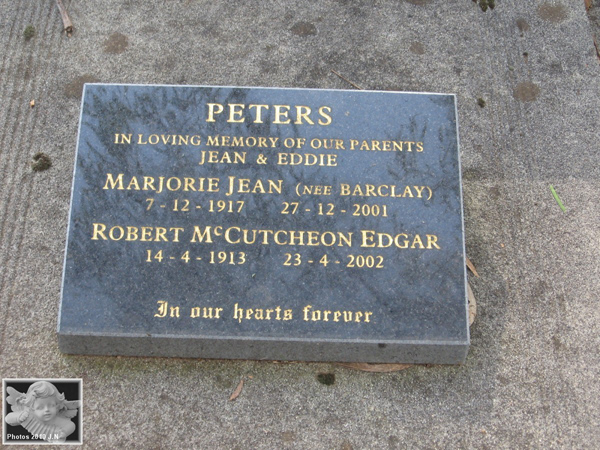 PETERS
IN LOVING MEMORY OF OUR PARENTS
JEAN & EDDIE
MARJORIE JEAN (NEE BARCLAY)
7 - 12 - 1917 27 - 12 - 2001
ROBERT McCUTCHEON EDGAR
14 - 4 - 1913 23 - 4 - 2002
In our hearts forever
Photos J.N